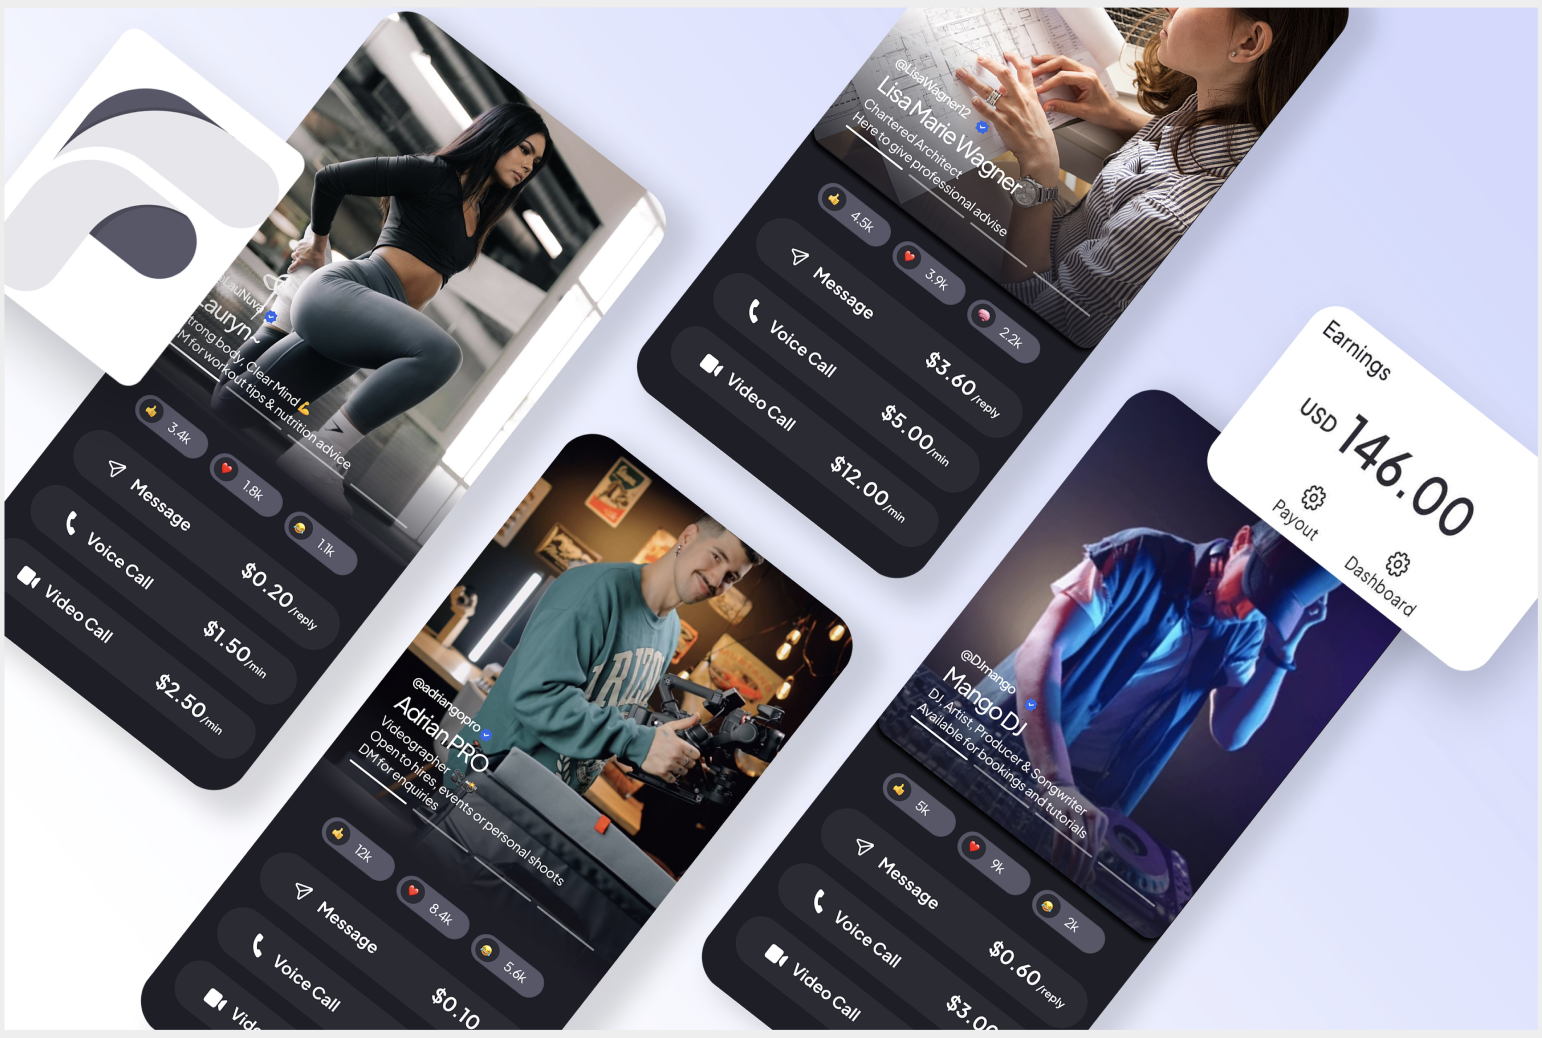 @LauNuva
Lauryn L
Strong body, Clear Mind💪
DM for workout tips & nutrition advice
👍 3.4k
❤️ 1.8k
😂 1.1k
Message
$0.20/reply
Voice Call
$1.50/min
Video Call
$2.50/min
@LisaWagner12
Lisa Marie Wagner
Chartered Architect
Here to give professional advise
👍 4.5k
❤️ 3.9k
🧠 2.2k
Message
$3.60/reply
Voice Call
$5.00/min
Video Call
$12.00/min
@adriangopro
AdrianPRO
Videographer
Open to hires, events or personal shoots
DM for enquiries
👍 12k
❤️ 8.4k
😂 5.6k
Message
$0.10
Voice Call
Vide
@DJmango
Mango DJ
DJ, Artist, Producer & Songwriter
Available for bookings and tutorials
👍 5k
❤️ 9k
😂 2k
Message
$0.60/reply
Voice Call
$3.00
Video Call
Earnings
USD 146.00
Payout
Dashboard